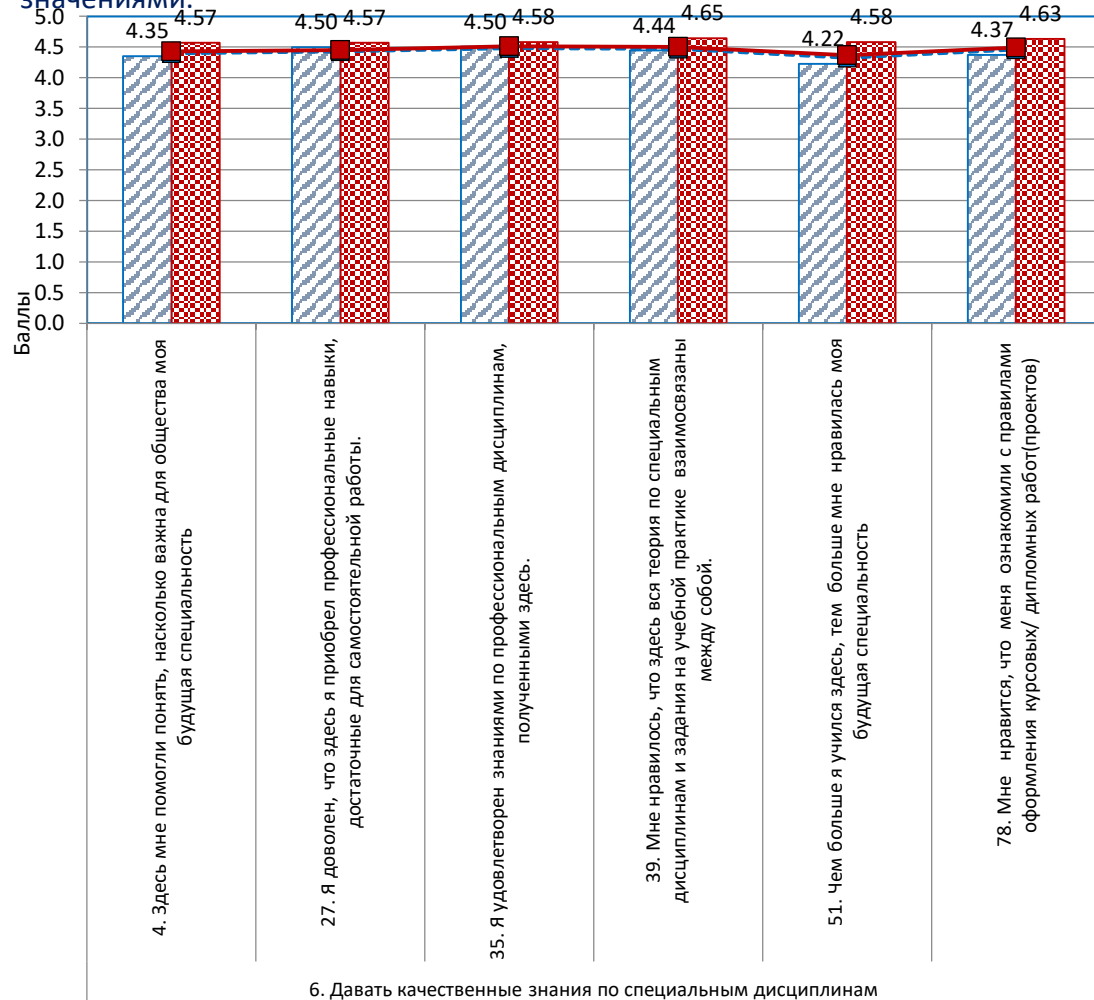 значениями.
4.35 4.57 4.50 4.57 4.50 4.58 4.44 4.65 4.22 4.58 4.37 4.63
5.0
4.5
4.0
3.5
3.0
2.5
2.0
1.5
1.0
0.5
0.0
Баллы
4. Здесь мне помогли понять, насколько важна для общества моя
будущая специальность
27. Я доволен, что здесь я приобрел профессиональные навыки,
достаточные для самостоятельной работы.
35. Я удовлетворен знаниями по профессиональным дисциплинам,
полученными здесь.
39. Мне нравилось, что здесь вся теория по специальным
дисциплинам и задания на учебной практике взаимосвязаны
между собой.
51. Чем больше я учился здесь, тем больше мне нравилась моя
будущая специальность
78. Мне нравится, что меня ознакомили с правилами
оформления курсовых/ дипломных работ(проектов)
6. Давать качественные знания по специальным дисциплинам